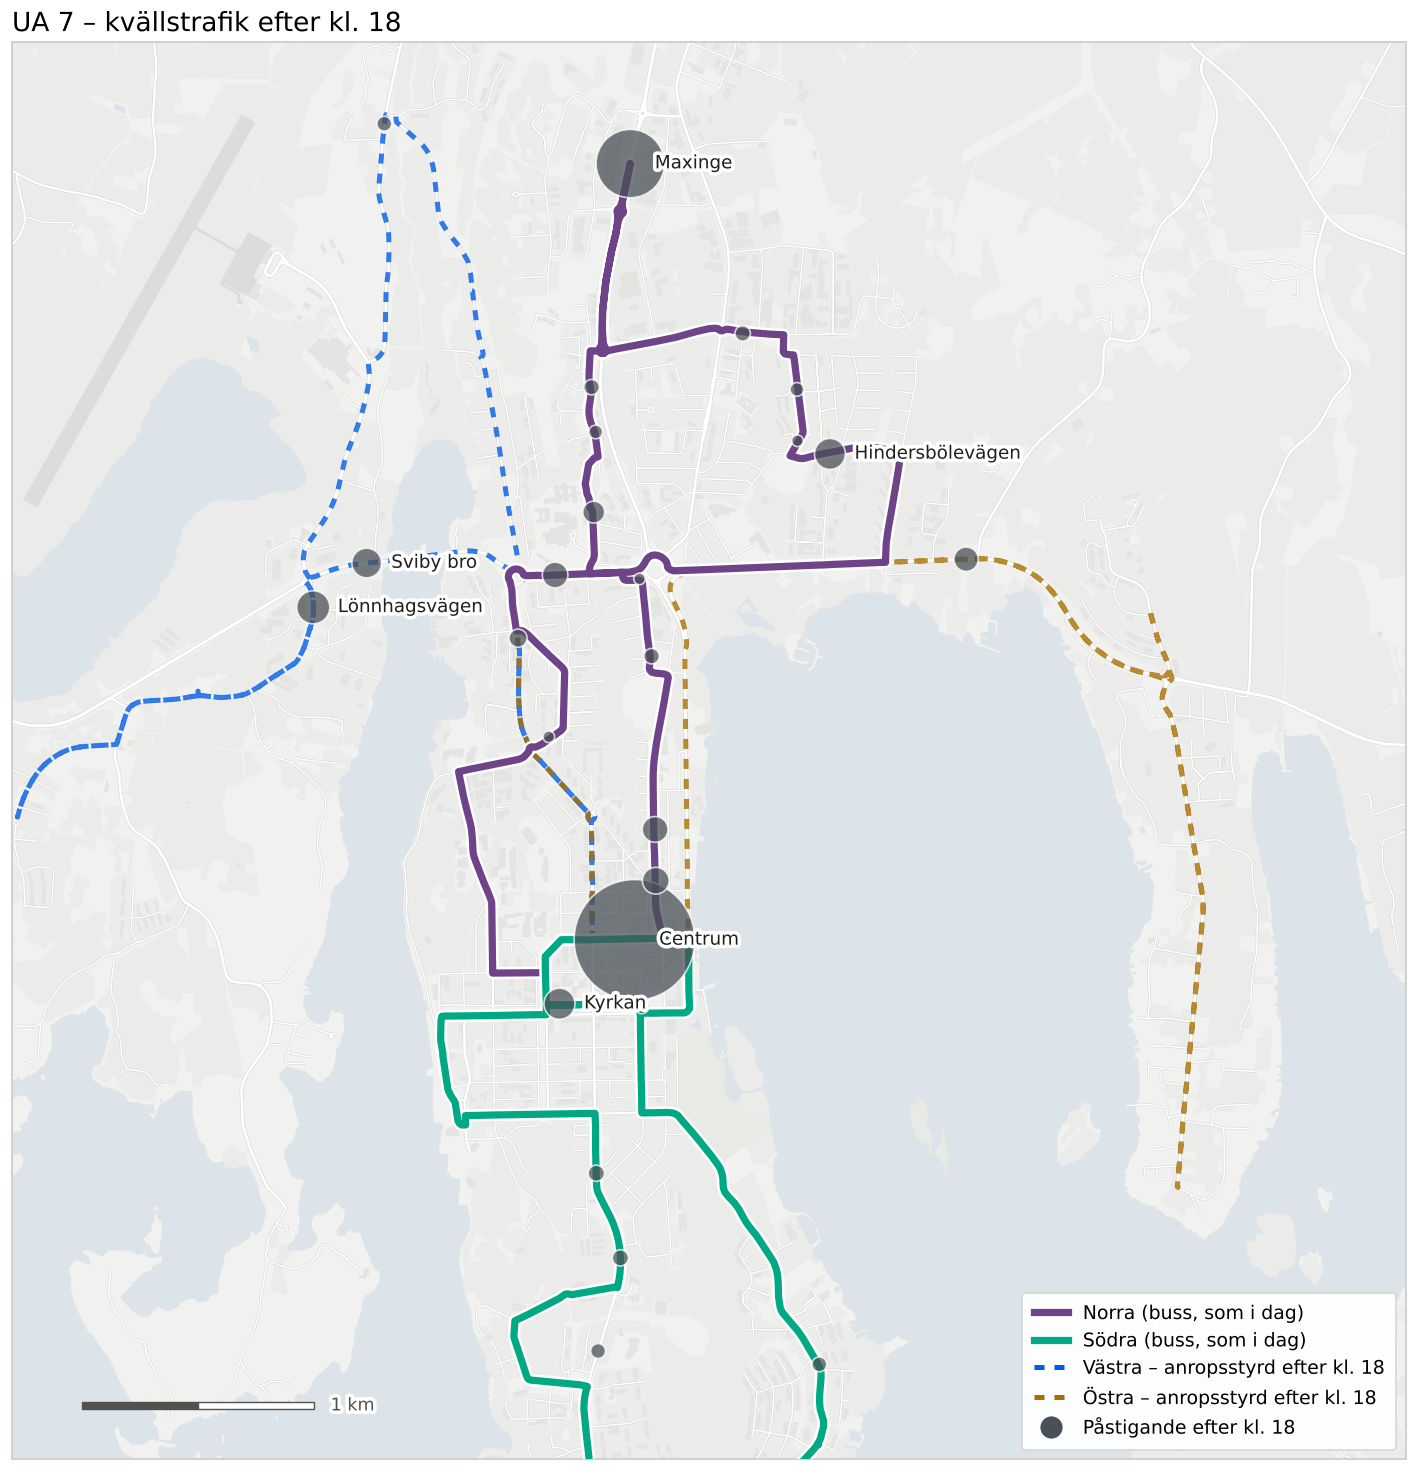 UA 7 – kvällstrafik efter kl. 18
Maxinge
Hindersbölevägen
Sviby bro
Lönnhagsvägen
Centrum
Kyrkan
Norra (buss, som i dag)
Södra (buss, som i dag)
Västra – anropsstyrd efter kl. 18
Östra – anropsstyrd efter kl. 18
Påstigande efter kl. 18
1 km